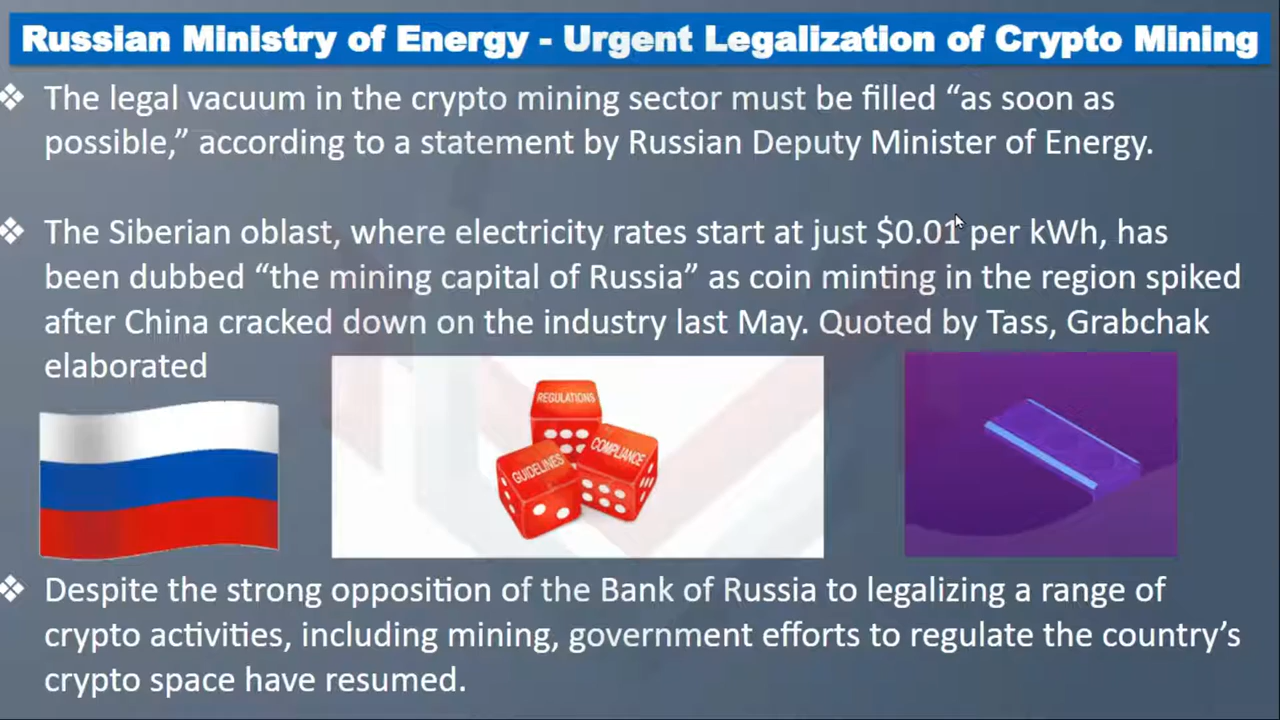 Russian Ministry of Energy - Urgent Legalization of Crypto Mining
❖ The legal vacuum in the crypto mining sector must be filled “as soon as
possible,” according to a statement by Russian Deputy Minister of Energy.
❖ The Siberian oblast, where electricity rates start at just $0.01 per kWh, has
been dubbed “the mining capital of Russia” as coin minting in the region spiked
after China cracked down on the industry last May. Quoted by Tass, Grabchak
elaborated
REGULATIONS
COMPLIANCE
GUIDELINES
❖ Despite the strong opposition of the Bank of Russia to legalizing a range of
crypto activities, including mining, government efforts to regulate the country’s
crypto space have resumed.